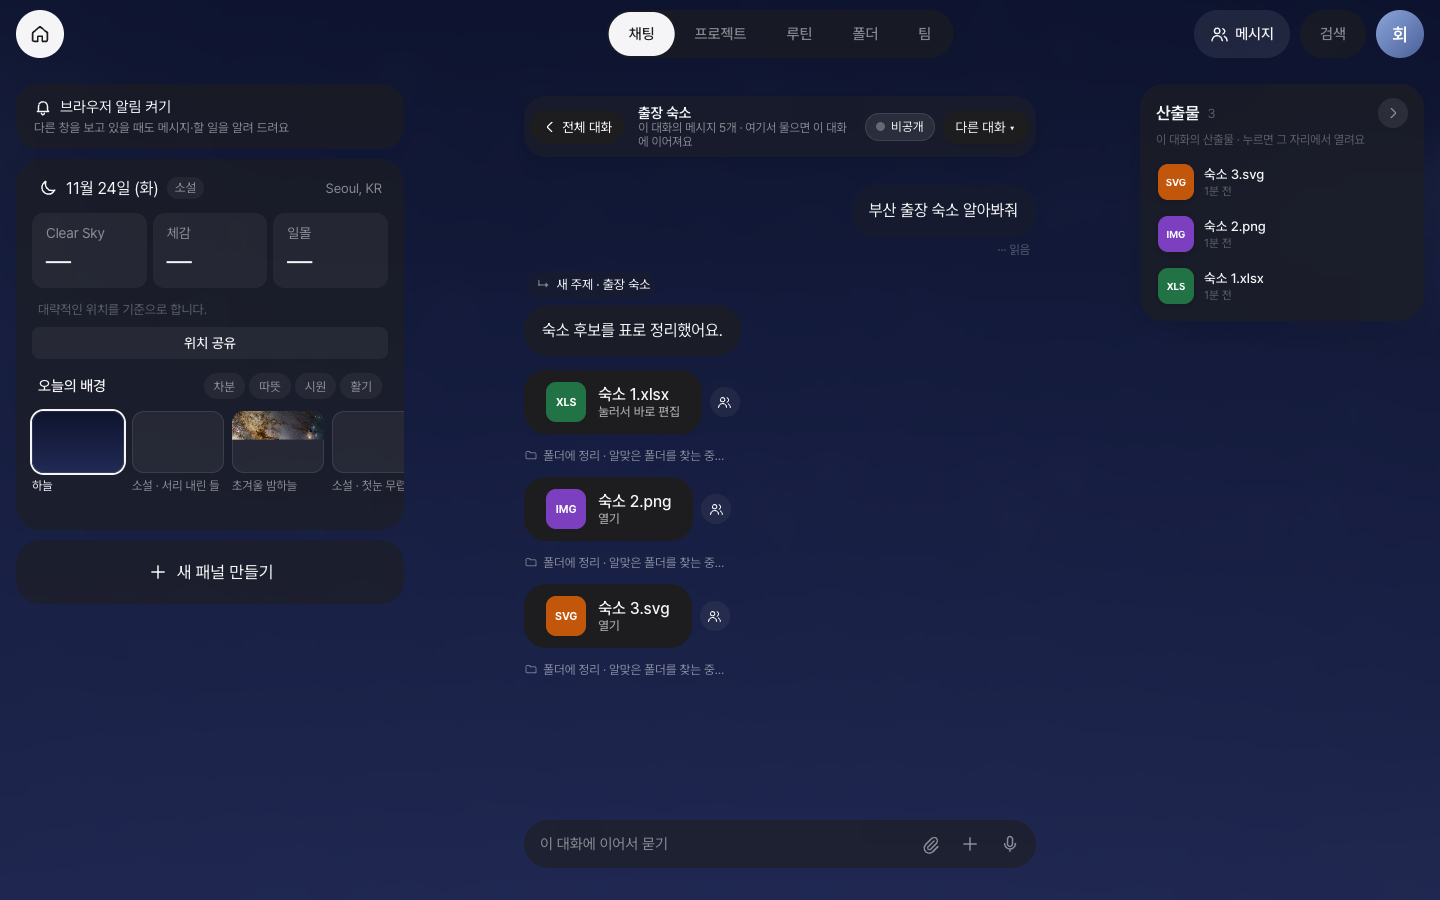 채팅
프로젝트
루틴
폴더
팀
메시지
검색
회
브라우저 알림 켜기
다른 창을 보고 있을 때도 메시지·할 일을 알려 드려요
11월 24일 (화)
소설
Seoul, KR
Clear Sky
체감
일몰
—
—
—
대략적인 위치를 기준으로 합니다.
위치 공유
오늘의 배경
차분
따뜻
시원
활기
하늘
소설 · 서리 내린 들
초겨울 밤하늘
소설 · 첫눈 무렵
새 패널 만들기
전체 대화
출장 숙소
이 대화의 메시지 5개 · 여기서 물으면 이 대화
에 이어져요
비공개
다른 대화 ▾
부산 출장 숙소 알아봐줘
··· 읽음
새 주제 · 출장 숙소
숙소 후보를 표로 정리했어요.
XLS
숙소 1.xlsx
눌러서 바로 편집
폴더에 정리 · 알맞은 폴더를 찾는 중…
IMG
숙소 2.png
열기
폴더에 정리 · 알맞은 폴더를 찾는 중…
SVG
숙소 3.svg
열기
폴더에 정리 · 알맞은 폴더를 찾는 중…
이 대화에 이어서 묻기
산출물 3
이 대화의 산출물 · 누르면 그 자리에서 열려요
SVG
숙소 3.svg
1분 전
IMG
숙소 2.png
1분 전
XLS
숙소 1.xlsx
1분 전